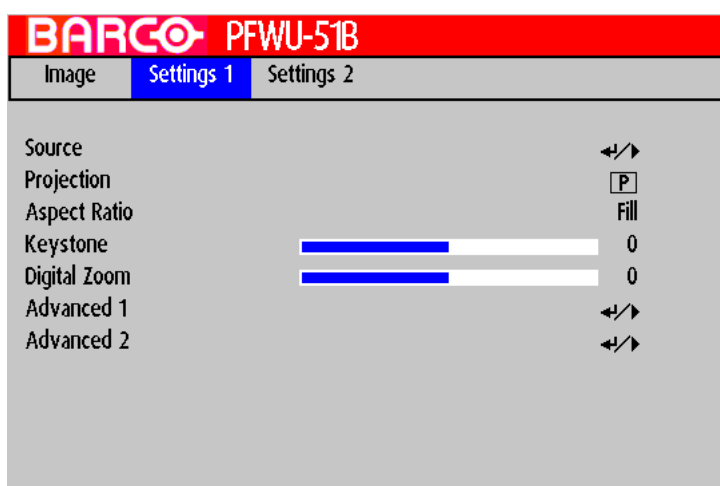 BARCO PFWU-51B
Image Settings 1 Settings 2
Source
Projection P
Aspect Ratio Fill
Keystone 0
Digital Zoom 0
Advanced 1
Advanced 2